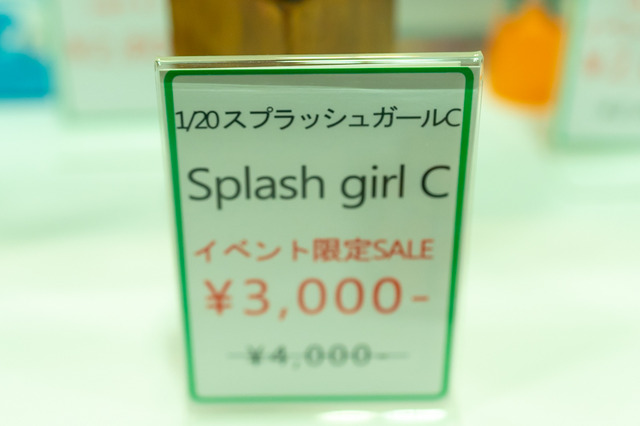 1/20 スプラッシュガールC
Splash girl C
イベント限定SALE
¥3,000-
¥4,000-